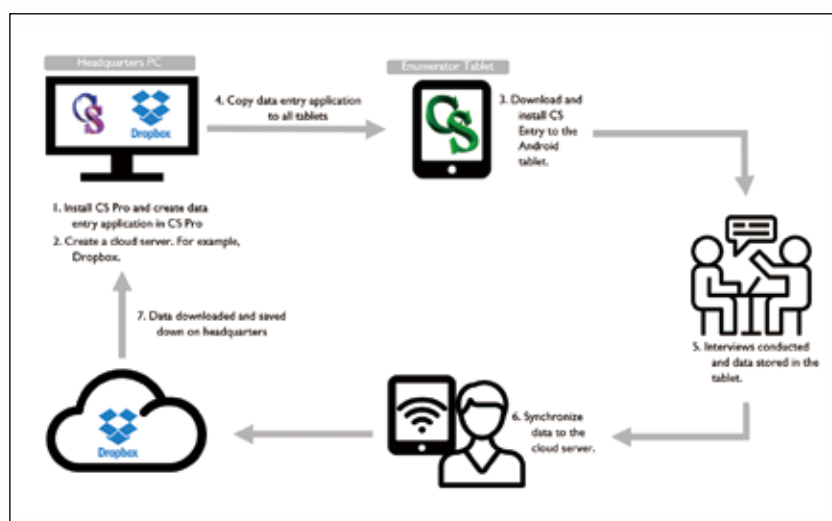 Headquarters PC
Enumerator Tablet
CS
Dropbox
4. Copy data entry application
to all tablets
CS
3. Download and
install CS
Entry to the
Android
tablet.
1. Install CS Pro and create data
entry application in CS Pro
2. Create a cloud server. For example,
Dropbox.
7. Data downloaded and saved
down on headquarters
5. Interviews conducted
and data stored in the
tablet.
6. Synchronize
data to the
cloud server.
Dropbox